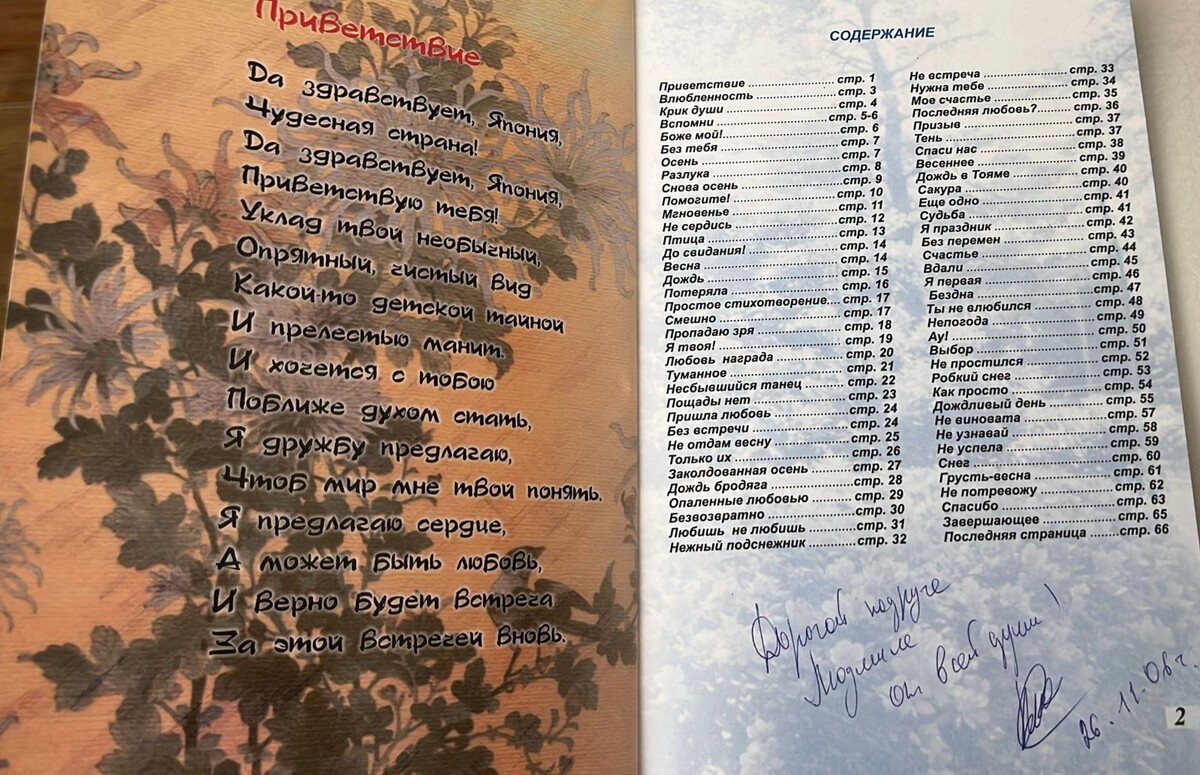 Приветствие
Да здравствует, Япония,
Чудесная страна!
Да здравствует, Япония,
Приветствую тебя!
Уклад твой необычный,
Опрятный, чистый вид
Какой-то детской тайной
И прелестью манит.
И хочется с тобою
Поближе духом стать,
Я дружбу предлагаю,
Чтоб мир мне твой понять.
Я предлагаю сердце,
А может быть любовь,
И верно будет встреча
За этой встречей вновь.
СОДЕРЖАНИЕ
Приветствие ........................ стр. 1
Влюбленность ..................... стр. 3
Крик души ........................... стр. 4
Вспомни ............................. стр. 5-6
Боже мой!............................ стр. 6
Без тебя .............................. стр. 7
Осень .................................. стр. 7
Разлука ............................... стр. 8
Снова осень ........................ стр. 9
Помогите! .......................... стр. 10
Мгновенье .......................... стр. 11
Не сердись ......................... стр. 12
Птица ................................. стр. 13
До свидания! ...................... стр. 14
Весна .................................. стр. 14
Дождь ................................. стр. 15
Потеряла ............................ стр. 16
Простое стихотворение.... стр. 17
Смешно .............................. стр. 17
Пропадаю зря .................... стр. 18
Я твоя! ................................ стр. 19
Любовь награда ................ стр. 20
Туманное ............................ стр. 21
Несбывшийся танец .......... стр. 22
Пощады нет ....................... стр. 23
Пришла любовь ................. стр. 24
Без встречи ........................ стр. 24
Не отдам весну .................. стр. 25
Только их ............................ стр. 26
Заколдованная осень ........ стр. 27
Дождь бродяга ................... стр. 28
Опаленные любовью ......... стр. 29
Безвозвратно ..................... стр. 30
Любишь не любишь ........... стр. 31
Нежный подснежник ............ стр. 32
Не встреча ..................... стр. 33
Нужна тебе .................... стр. 34
Мое счастье ................... стр. 35
Последняя любовь? ....... стр. 36
Призыв ........................... стр. 37
Тень ................................ стр. 37
Спаси нас ....................... стр. 38
Весеннее ........................ стр. 39
Дождь в Тояме ............... стр. 40
Сакура ............................ стр. 40
Еще одно ........................ стр. 41
Судьба ............................ стр. 41
Я праздник ..................... стр. 42
Без перемен ................... стр. 43
Счастье .......................... стр. 44
Вдали .............................. стр. 45
Я первая ......................... стр. 46
Бездна ............................ стр. 47
Ты не влюбился .............. стр. 48
Непогода ........................ стр. 49
Ау! .................................. стр. 50
Выбор ............................. стр. 51
Не простился .................. стр. 52
Робкий снег .................... стр. 53
Как просто ..................... стр. 54
Дождливый день ............ стр. 55
Не виновата ................... стр. 57
Не узнавай ..................... стр. 58
Не успела ....................... стр. 59
Снег ................................ стр. 60
Грусть-весна .................. стр. 61
Не потревожу ................. стр. 62
Спасибо .......................... стр. 63
Завершающее ................ стр. 65
Последняя страница ......стр. 66
Дорогой подруге
Людмиле
от всей души!
26.11.06г
2